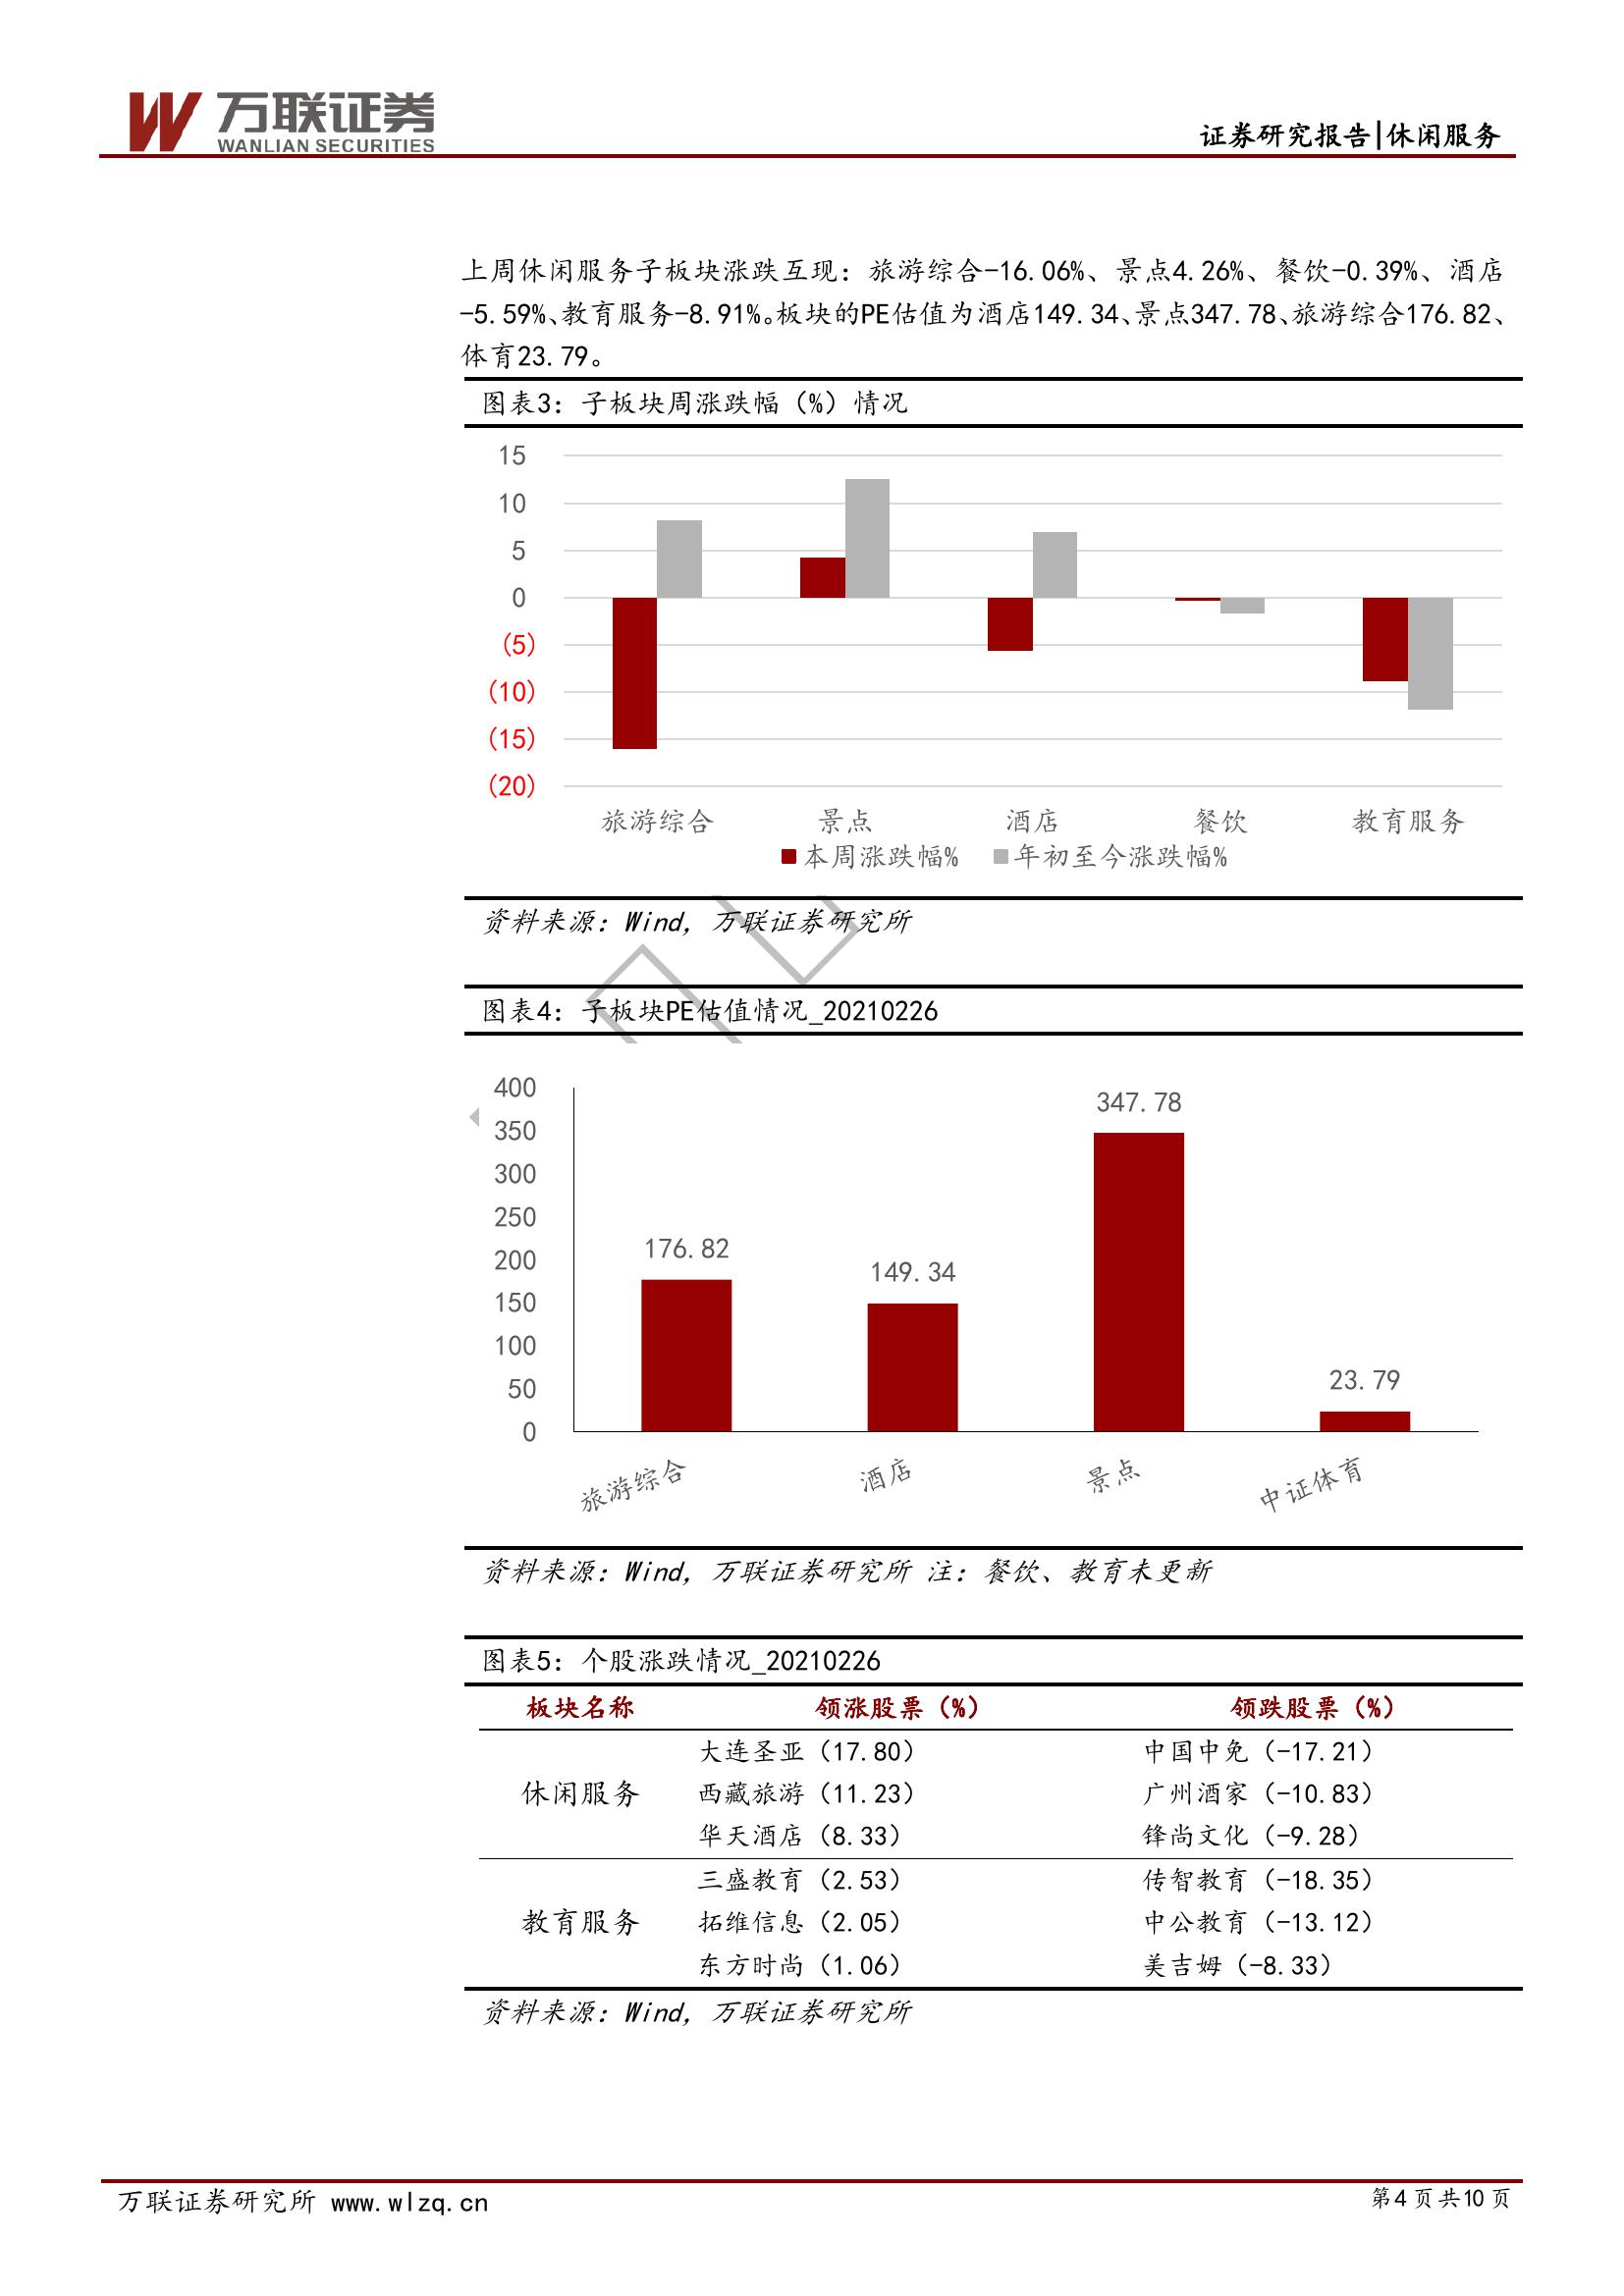 万联证券
WANLIAN SECURITIES
证券研究报告|休闲服务
上周休闲服务子板块涨跌互现：旅游综合-16.06%、景点4.26%、餐饮-0.39%、酒店
-5.59%、教育服务-8.91%。板块的PE估值为酒店149.34、景点347.78、旅游综合176.82、
体育23.79。
图表3：子板块周涨跌幅（%）情况
15
10
5
0
(5)
(10)
(15)
(20)
旅游综合 景点 酒店 餐饮 教育服务
本周涨跌幅% 年初至今涨跌幅%
资料来源：Wind，万联证券研究所
图表4：子板块PE估值情况_20210226
400
350
300
250
200
150
100
50
0
176.82 149.34 347.78 23.79
旅游综合 酒店 景点 中证体育
资料来源：Wind，万联证券研究所 注：餐饮、教育未更新
图表5：个股涨跌情况_20210226
板块名称 领涨股票（%） 领跌股票（%）
大连圣亚（17.80） 中国中免（-17.21）
休闲服务 西藏旅游（11.23） 广州酒家（-10.83）
华天酒店（8.33） 锋尚文化（-9.28）
三盛教育（2.53） 传智教育（-18.35）
教育服务 拓维信息（2.05） 中公教育（-13.12）
东方时尚（1.06） 美吉姆（-8.33）
资料来源：Wind，万联证券研究所
万联证券研究所 www.wlzq.cn 第4页共10页